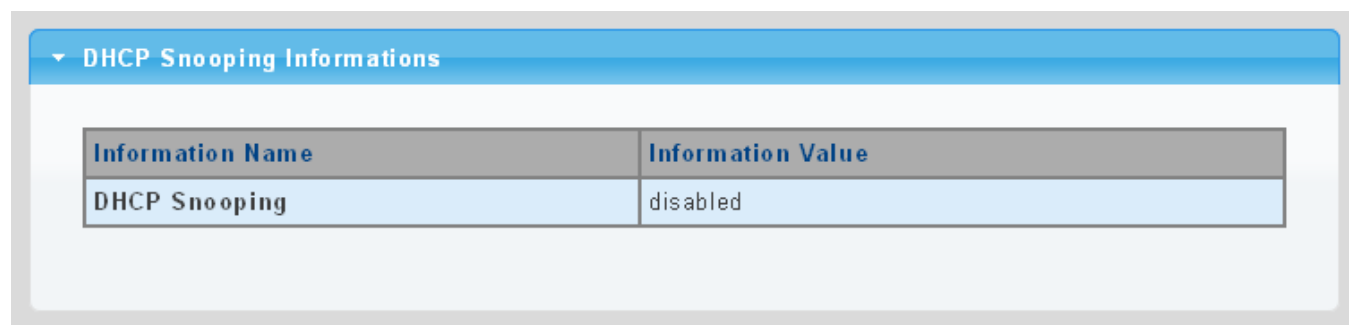 DHCP Snooping Informations
Information Name Information Value
DHCP Snooping disabled